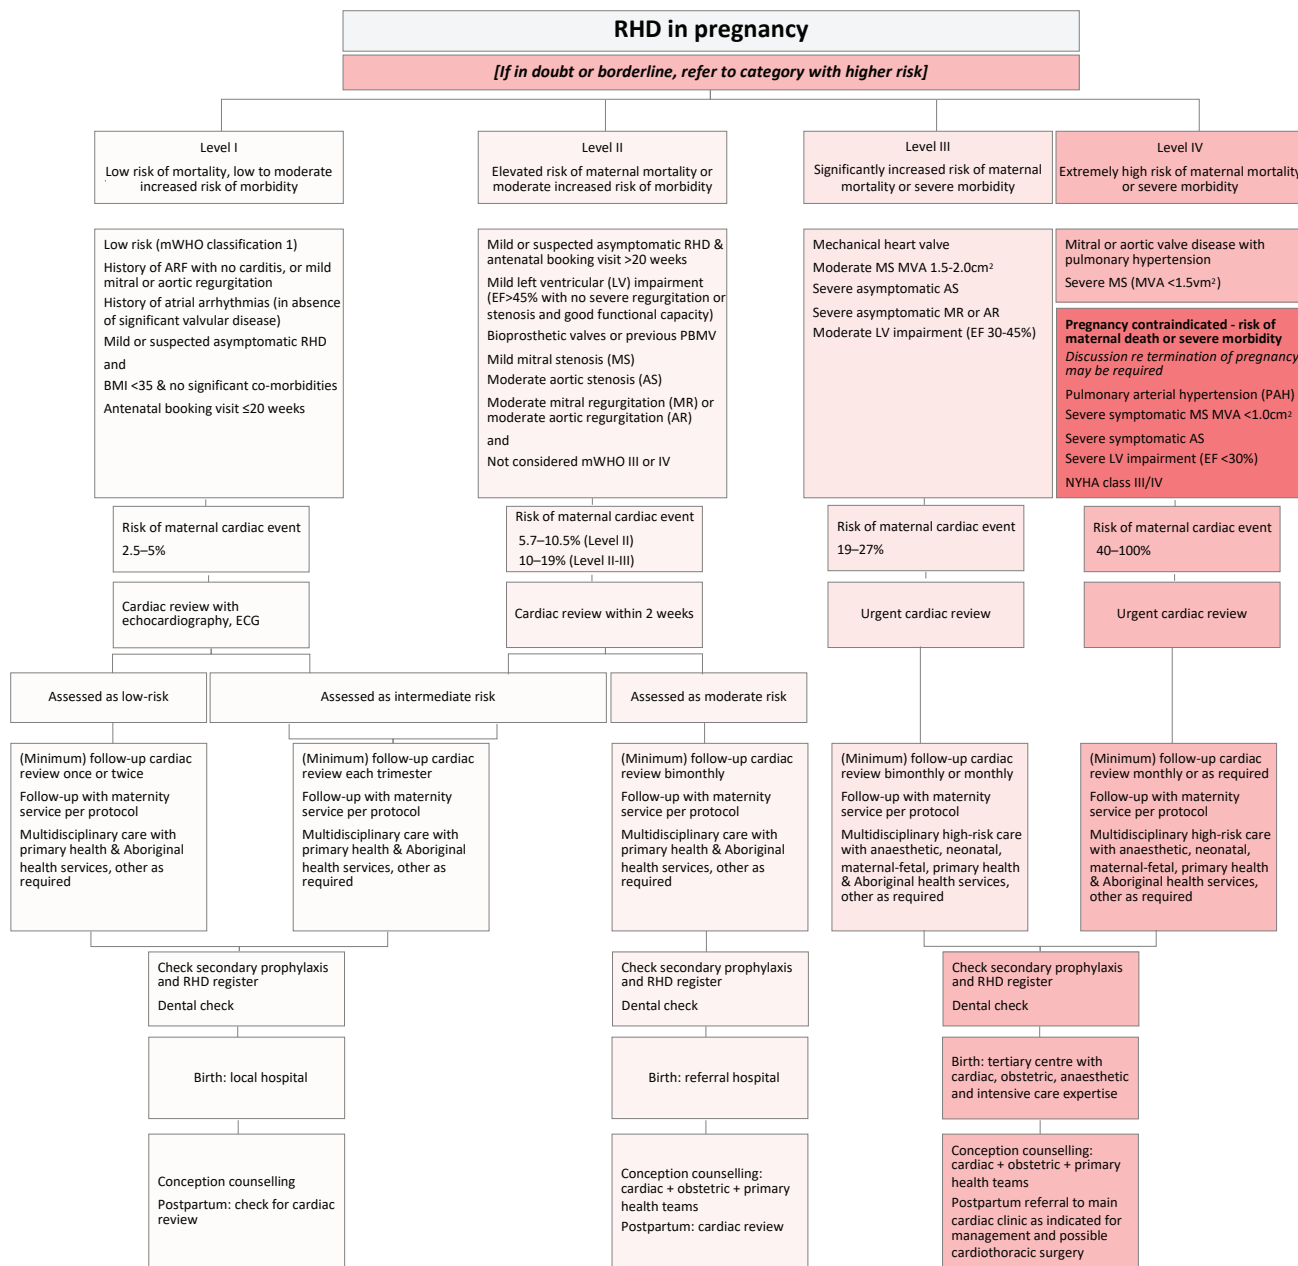 RHD in pregnancy
[If in doubt or borderline, refer to category with higher risk]
Level I
Low risk of mortality, low to moderate
increased risk of morbidity
Level II
Elevated risk of maternal mortality or
moderate increased risk of morbidity
Level III
Significantly increased risk of maternal
mortality or severe morbidity
Level IV
Extremely high risk of maternal mortality
or severe morbidity
Low risk (mWHO classification 1)
History of ARF with no carditis, or mild
mitral or aortic regurgitation
History of atrial arrhythmias (in absence
of significant valvular disease)
Mild or suspected asymptomatic RHD
and
BMI <35 & no significant co-morbidities
Antenatal booking visit ≤20 weeks
Mild or suspected asymptomatic RHD &
antenatal booking visit >20 weeks
Mild left ventricular (LV) impairment
(EF>45% with no severe regurgitation or
stenosis and good functional capacity)
Bioprosthetic valves or previous PBMV
Mild mitral stenosis (MS)
Moderate aortic stenosis (AS)
Moderate mitral regurgitation (MR) or
moderate aortic regurgitation (AR)
and
Not considered mWHO III or IV
Mechanical heart valve
Moderate MS MVA 1.5-2.0cm²
Severe asymptomatic AS
Severe asymptomatic MR or AR
Moderate LV impairment (EF 30-45%)
Mitral or aortic valve disease with
pulmonary hypertension
Severe MS (MVA <1.5vm²)
Pregnancy contraindicated - risk of
maternal death or severe morbidity
Discussion re termination of pregnancy
may be required
Pulmonary arterial hypertension (PAH)
Severe symptomatic MS MVA <1.0cm²
Severe symptomatic AS
Severe LV impairment (EF <30%)
NYHA class III/IV
Risk of maternal cardiac event
2.5–5%
Risk of maternal cardiac event
5.7–10.5% (Level II)
10–19% (Level II-III)
Risk of maternal cardiac event
19–27%
Risk of maternal cardiac event
40–100%
Cardiac review with
echocardiography, ECG
Cardiac review within 2 weeks
Urgent cardiac review
Urgent cardiac review
Assessed as low-risk
Assessed as intermediate risk
Assessed as moderate risk
(Minimum) follow-up cardiac
review once or twice
Follow-up with maternity
service per protocol
Multidisciplinary care with
primary health & Aboriginal
health services, other as
required
(Minimum) follow-up cardiac
review each trimester
Follow-up with maternity
service per protocol
Multidisciplinary care with
primary health & Aboriginal
health services, other as
required
(Minimum) follow-up cardiac
review bimonthly
Follow-up with maternity
service per protocol
Multidisciplinary care with
primary health & Aboriginal
health services, other as
required
(Minimum) follow-up cardiac
review bimonthly or monthly
Follow-up with maternity
service per protocol
Multidisciplinary high-risk care
with anaesthetic, neonatal,
maternal-fetal, primary health
& Aboriginal health services,
other as required
(Minimum) follow-up cardiac
review monthly or as required
Follow-up with maternity
service per protocol
Multidisciplinary high-risk care
with anaesthetic, neonatal,
maternal-fetal, primary health
& Aboriginal health services,
other as required
Check secondary prophylaxis
and RHD register
Dental check
Check secondary prophylaxis
and RHD register
Dental check
Check secondary prophylaxis
and RHD register
Dental check
Birth: local hospital
Birth: referral hospital
Birth: tertiary centre with
cardiac, obstetric, anaesthetic
and intensive care expertise
Conception counselling
Postpartum: check for cardiac
review
Conception counselling:
cardiac + obstetric + primary
health teams
Postpartum: cardiac review
Conception counselling:
cardiac + obstetric + primary
health teams
Postpartum referral to main
cardiac clinic as indicated for
management and possible
cardiothoracic surgery